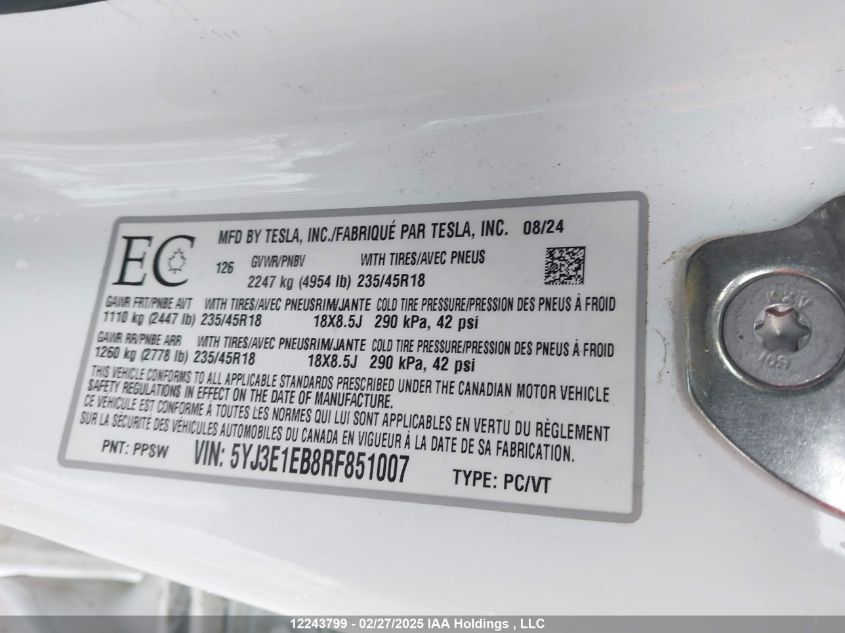 EC
MFD BY TESLA, INC./FABRIQUÉ PAR TESLA, INC. 08/24
126 GVWR/PNBV WITH TIRES/AVEC PNEUS
2247 kg (4954 lb) 235/45R18
GAWR FRT/PNBE AVT WITH TIRES/AVEC PNEUSRIM/JANTE COLD TIRE PRESSURE/PRESSION DES PNEUS À FROID
1110 kg (2447 lb) 235/45R18 18X8.5J 290 kPa, 42 psi
GAWR RR/PNBE ARR WITH TIRES/AVEC PNEUSRIM/JANTE COLD TIRE PRESSURE/PRESSION DES PNEUS À FROID
1260 kg (2778 lb) 235/45R18 18X8.5J 290 kPa, 42 psi
THIS VEHICLE CONFORMS TO ALL APPLICABLE STANDARDS PRESCRIBED UNDER THE CANADIAN MOTOR VEHICLE
SAFETY REGULATIONS IN EFFECT ON THE DATE OF MANUFACTURE.
CE VEHICULE EST CONFORME À TOUTES LES NORMES QUI LUI SONT APPLICABLES EN VERTU DU RÈGLEMENT
SUR LA SÉCURITÉ DES VÉHICULES AUTOMOBILES DU CANADA EN VIGUEUR À LA DATE DE SA FABRICATION.
PNT: PPSW VIN: 5YJ3E1EB8RF851007 TYPE: PC/VT
12243799 - 02/27/2025 IAA Holdings , LLC